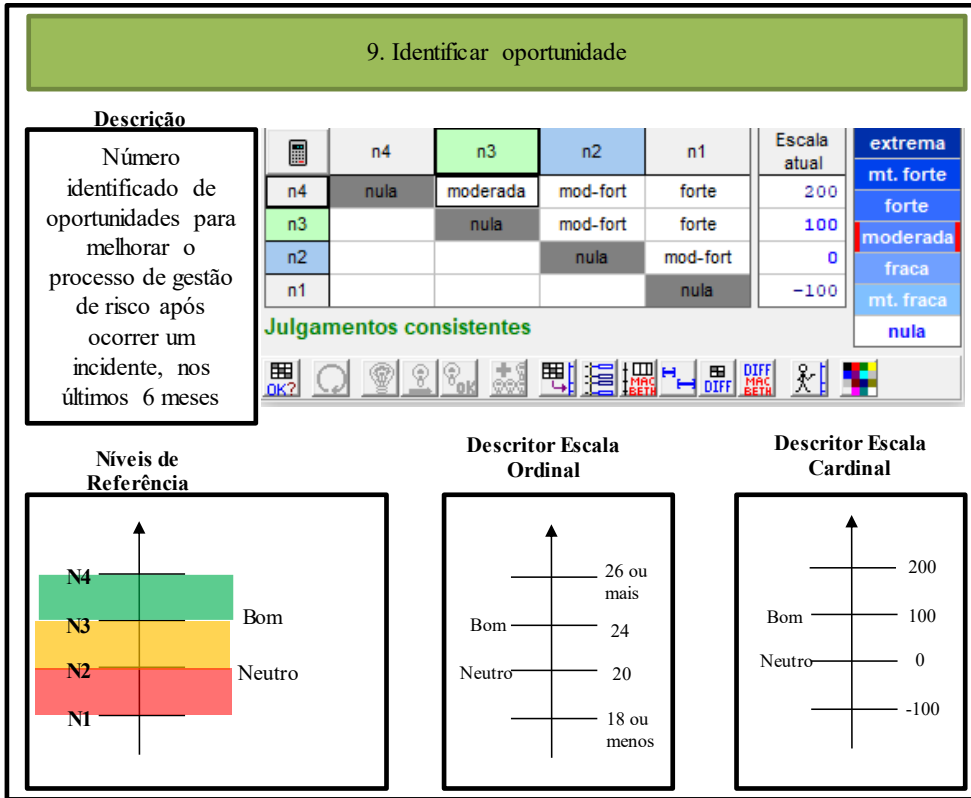 9. Identificar oportunidade
Descrição
Número
identificado de
oportunidades para
melhorar o
processo de gestão
de risco após
ocorrer um
incidente, nos
últimos 6 meses
n4 n3 n2 n1 Escala atual
n4 nula moderada mod-fort forte 200
n3 nula mod-fort forte 100
n2 nula mod-fort 0
n1 nula -100
extrema
mt. forte
forte
moderada
fraca
mt. fraca
nula
Julgamentos consistentes
OK? OK MAC BETH DIFF DIFF MAC BETH
Níveis de
Referência
N4
N3
N2
N1
Bom
Neutro
Descritor Escala
Ordinal
26 ou
mais
Bom 24
Neutro 20
18 ou
menos
Descritor Escala
Cardinal
200
Bom 100
Neutro 0
-100